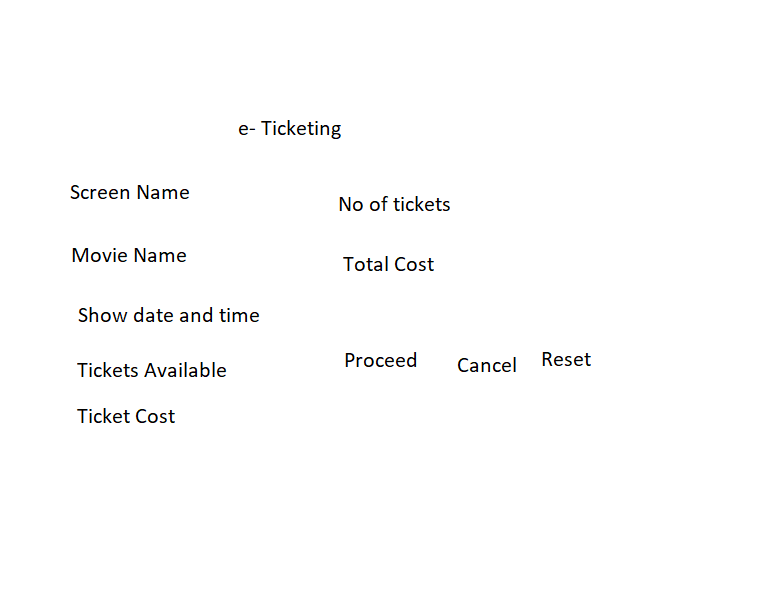 e- Ticketing
Screen Name
No of tickets
Movie Name
Total Cost
Show date and time
Tickets Available
Proceed
Cancel
Reset
Ticket Cost